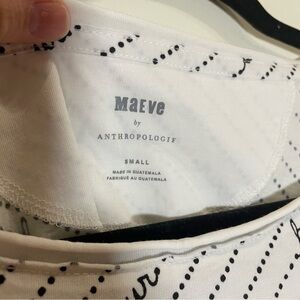 MAEVE
by
ANTHROPOLOGIE
SMALL
MADE IN GUATEMALA
FABRIQUÉ AU GUATEMALA